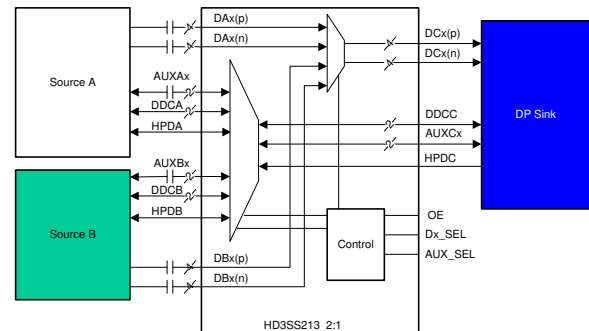 DAx(p)
DAx(n)
Source A
AUXAx
DDCA
HPDA
AUXBx
DDCB
HPDB
Source B
DBx(p)
DBx(n)
DCx(p)
DCx(n)
DDCC
AUXCx
HPDC
DP Sink
Control
OE
Dx_SEL
AUX_SEL
HD3SS213 2:1